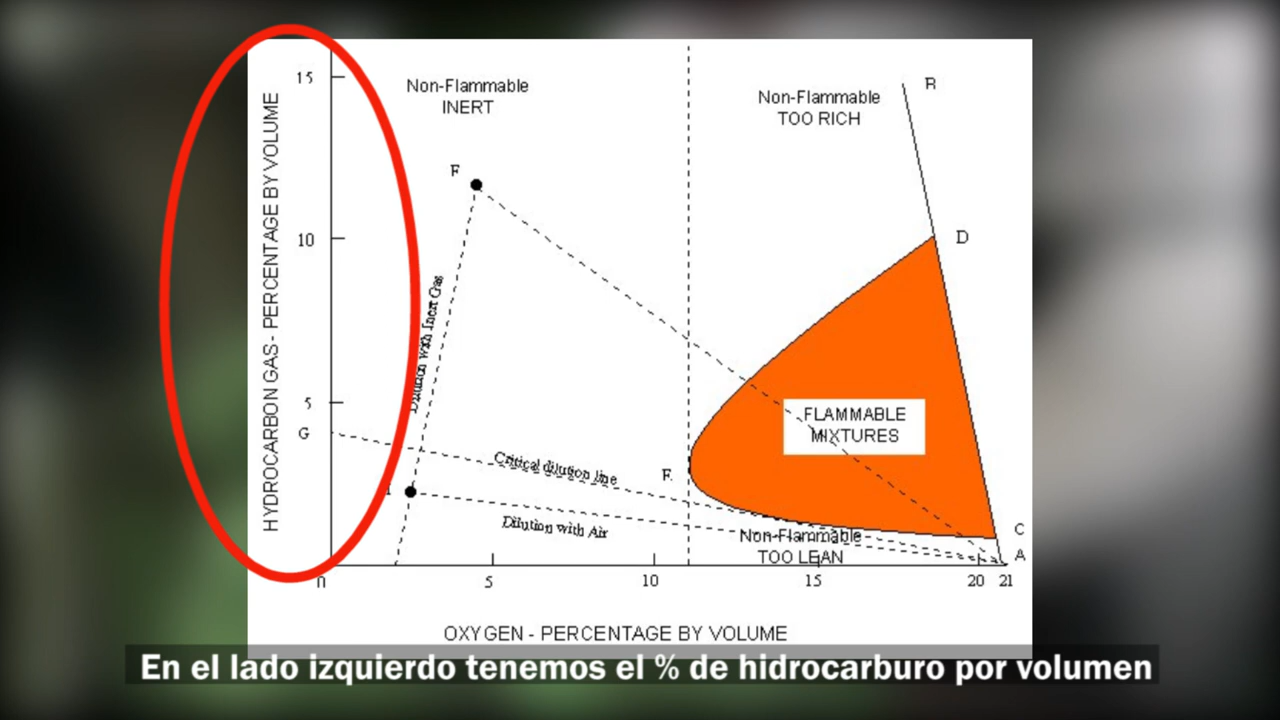 15
Non-Flammable
INERT
Non-Flammable
TOO RICH
B
HYDROCARBON GAS - PERCENTAGE BY VOLUME
F
10
D
Dilution with Inert Gas
5
G
FLAMMABLE
MIXTURES
Critical dilution line
E
Dilution with Air
Non-Flammable
TOO LEAN
C
A
0
5
10
15
20
21
OXYGEN - PERCENTAGE BY VOLUME
En el lado izquierdo tenemos el % de hidrocarburo por volumen